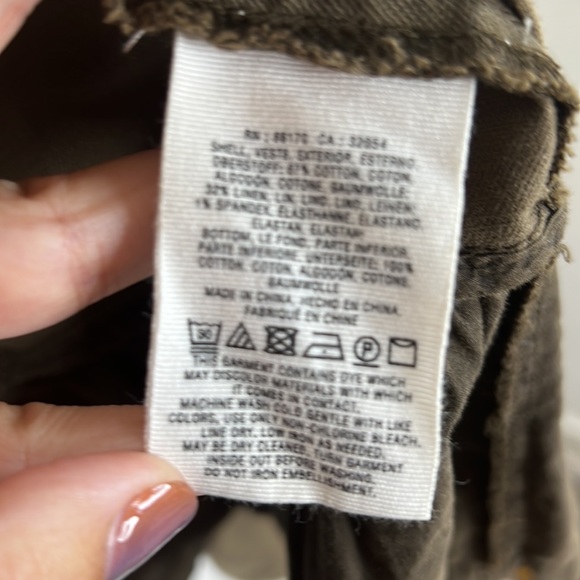 RN : 66170 CA : 32654
SHELL, VESTE, EXTERIOR, ESTERNO,
OBERSTOFF: 67% COTTON, COTON,
ALGODÓN, COTONE, BAUMWOLLE;
32% LINEN, LIN, LINO, LINO, LEINEN;
1% SPANDEX, ELASTHANNE, ELASTANO,
ELASTAN, ELASTAN
BOTTOM, LE FOND, PARTE INFERIOR,
PARTE INFERIORE, UNTERSEITE: 100%
COTTON, COTON, ALGODÓN, COTONE,
BAUMWOLLE
MADE IN CHINA, HECHO EN CHINA,
FABRIQUÉ EN CHINE
THIS GARMENT CONTAINS DYE WHICH
MAY DISCOLOR MATERIALS WITH WHICH
IT COMES IN CONTACT.
MACHINE WASH COLD GENTLE WITH LIKE
COLORS, USE ONLY NON-CHLORINE BLEACH,
LINE DRY, LOW IRON AS NEEDED,
MAY BE DRY CLEANED, TURN GARMENT
INSIDE OUT BEFORE WASHING,
DO NOT IRON EMBELLISHMENT.